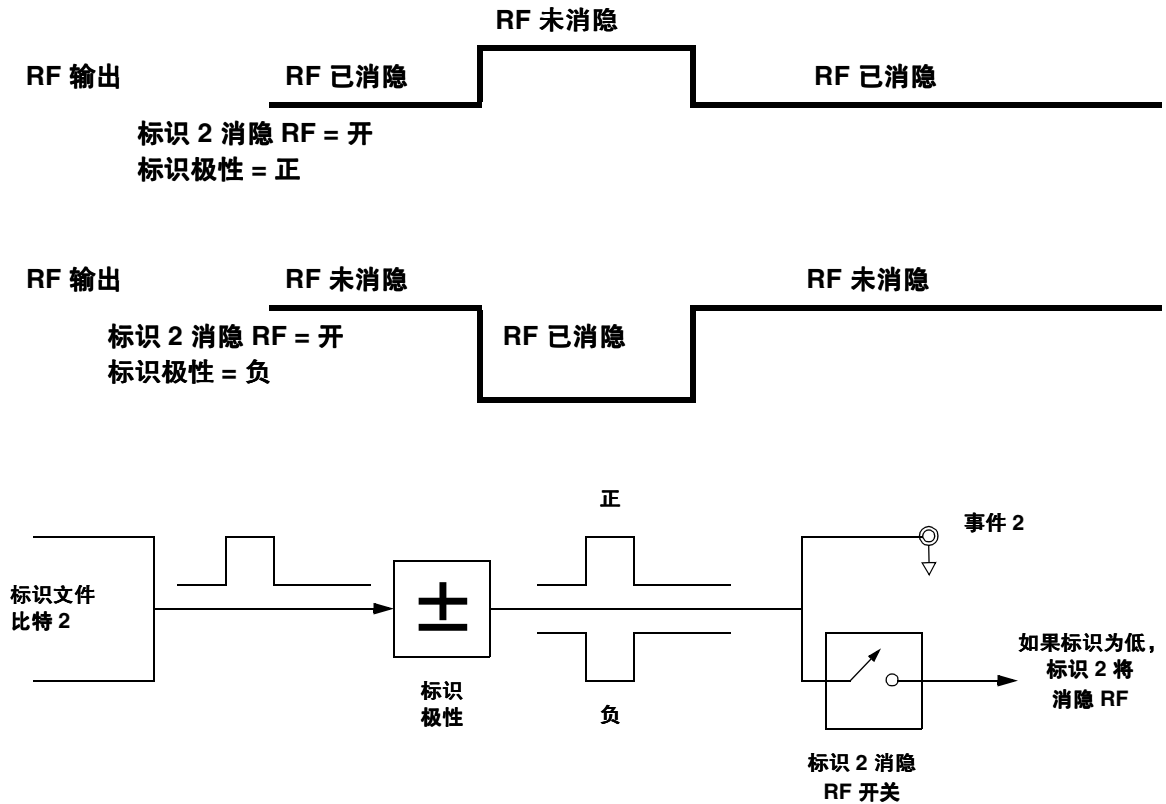 RF 未消隐
RF 输出
RF 已消隐
RF 已消隐
标识 2 消隐 RF = 开
标识极性 = 正
RF 输出
RF 未消隐
RF 未消隐
标识 2 消隐 RF = 开
标识极性 = 负
RF 已消隐
正
事件 2
标识文件
比特 2
±
标识
极性
负
如果标识为低，
标识 2 将
消隐 RF
标识 2 消隐
RF 开关